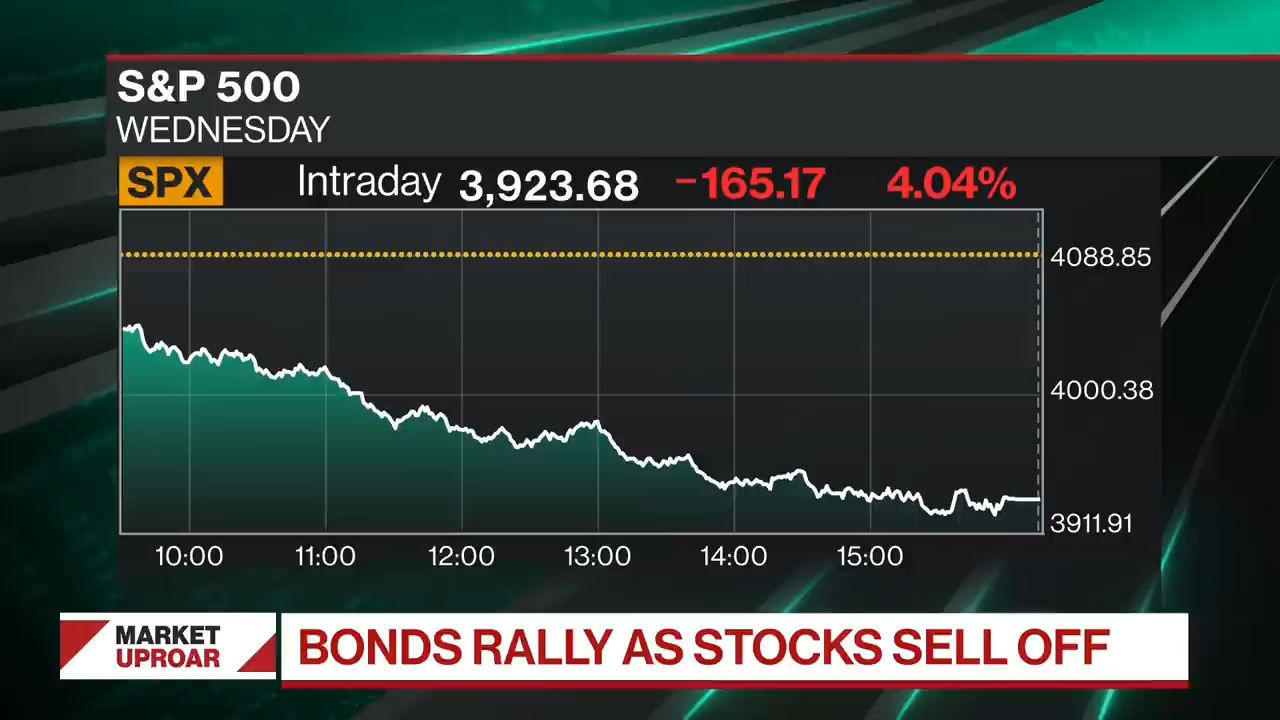 S&P 500
WEDNESDAY
SPX Intraday 3,923.68 −165.17 4.04%
4088.85
4000.38
3911.91
10:00 11:00 12:00 13:00 14:00 15:00
MARKET
UPROAR
BONDS RALLY AS STOCKS SELL OFF